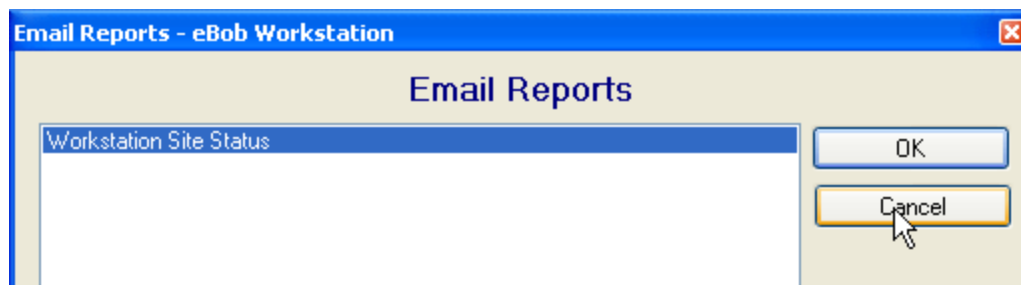 Email Reports - eBob Workstation
Email Reports
Workstation Site Status
OK
Cancel